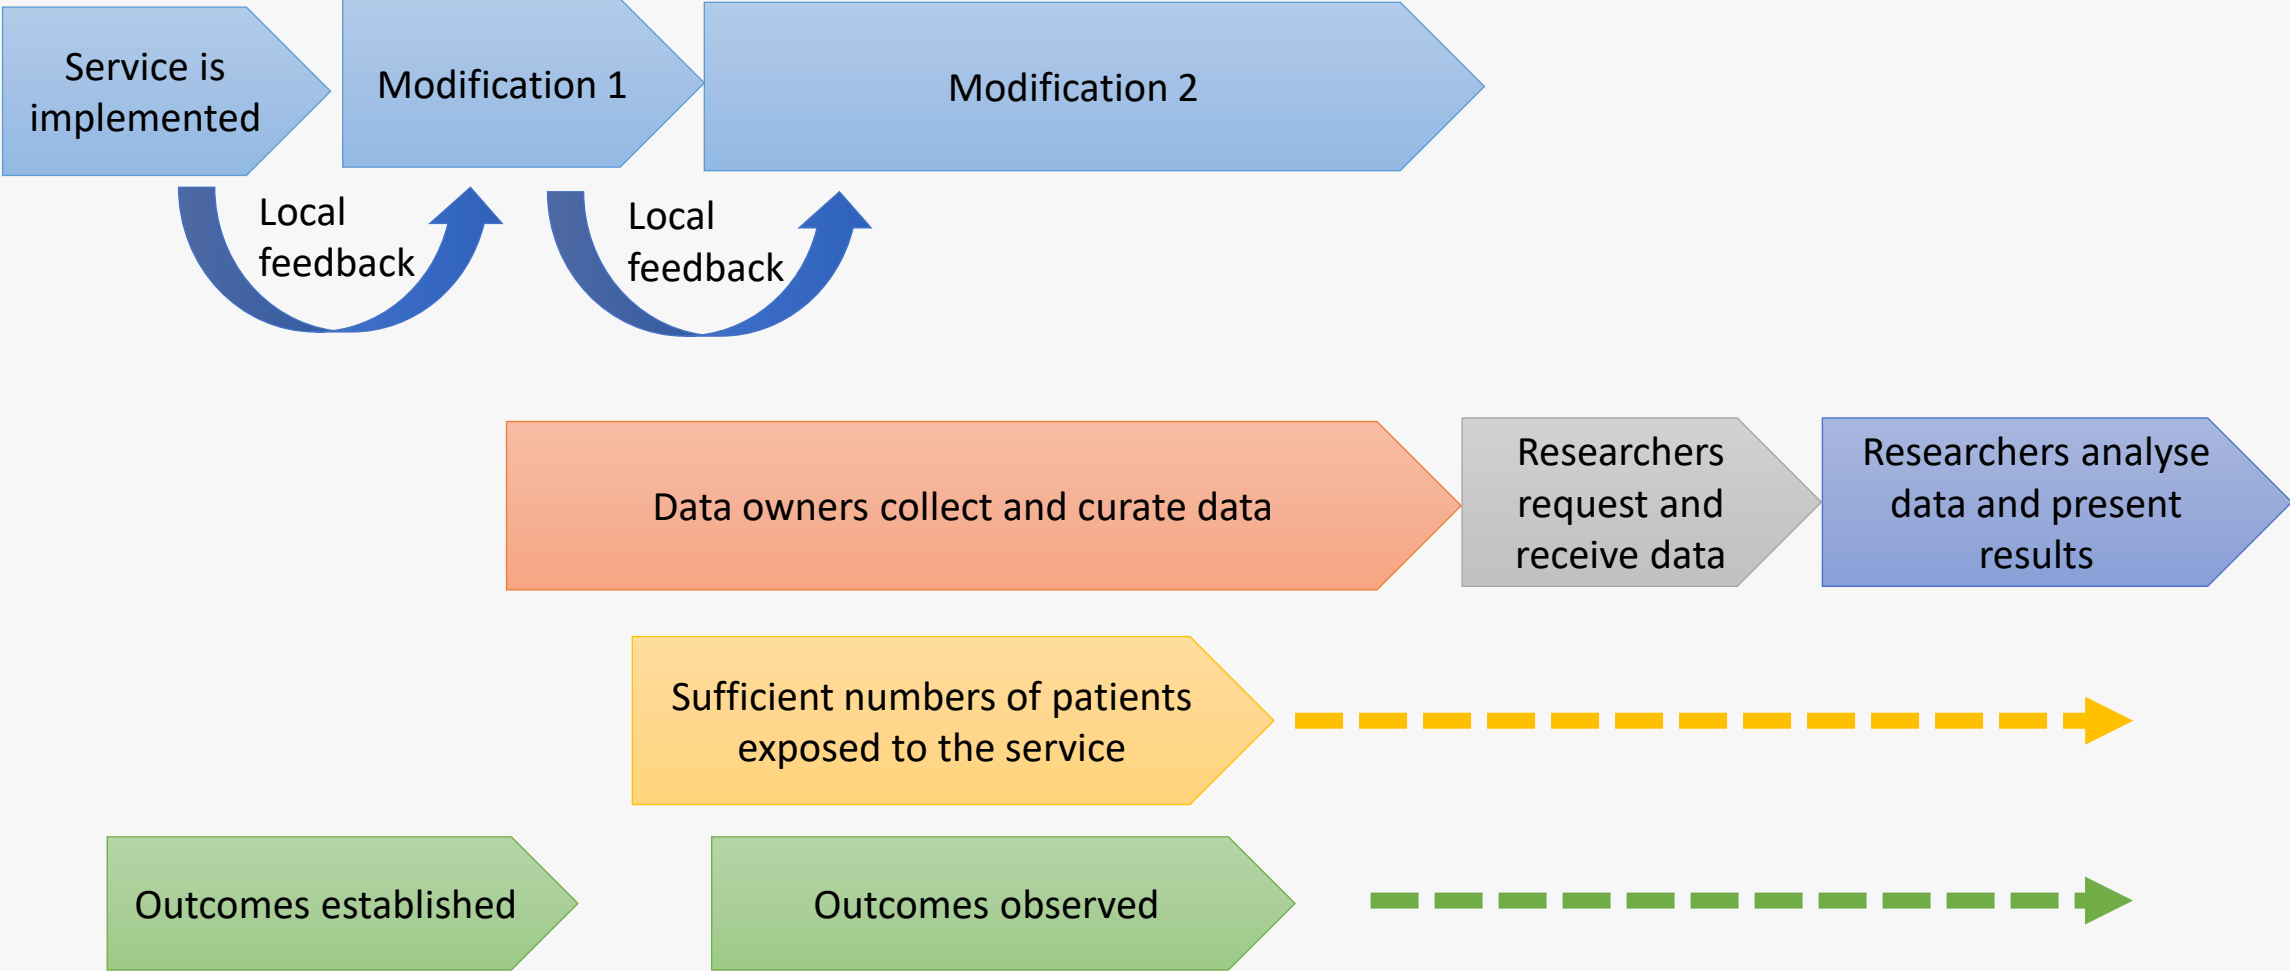 Service is
implemented
Modification 1
Modification 2
Local
feedback
Local
feedback
Data owners collect and curate data
Researchers
request and
receive data
Researchers analyse
data and present
results
Sufficient numbers of patients
exposed to the service
Outcomes established
Outcomes observed